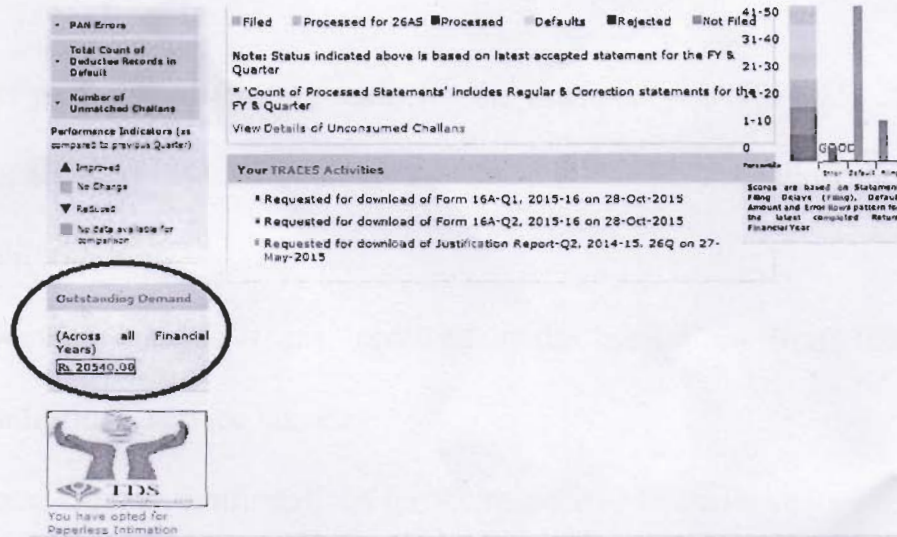 PAN Errors
Total Count of
Deductee Records in
Default
Number of
Unmatched Challans
Performance Indicators (as
compared to previous Quarter)
Improved
No Change
Reduced
No data available for
comparison
Outstanding Demand
(Across all Financial
Years)
Rs. 20540.00
TDS
You have opted for
Paperless Intimation
Filed Processed for 26AS Processed Defaults Rejected Not Filed
Note: Status indicated above is based on latest accepted statement for the FY &
Quarter
* 'Count of Processed Statements' includes Regular & Correction statements for the
FY & Quarter
View Details of Unconsumed Challans
Your TRACES Activities
Requested for download of Form 16A-Q1, 2015-16 on 28-Oct-2015
Requested for download of Form 16A-Q2, 2015-16 on 28-Oct-2015
Requested for download of Justification Report-Q2, 2014-15, 26Q on 27-
May-2015
41-50
31-40
21-30
11-20
1-10
0
GOOD
Percentile
Error Default Filing
Scores are based on Statement
Filing Delays (Filing), Default
Amount and Error Rows pattern for
the latest completed Return
Financial Year